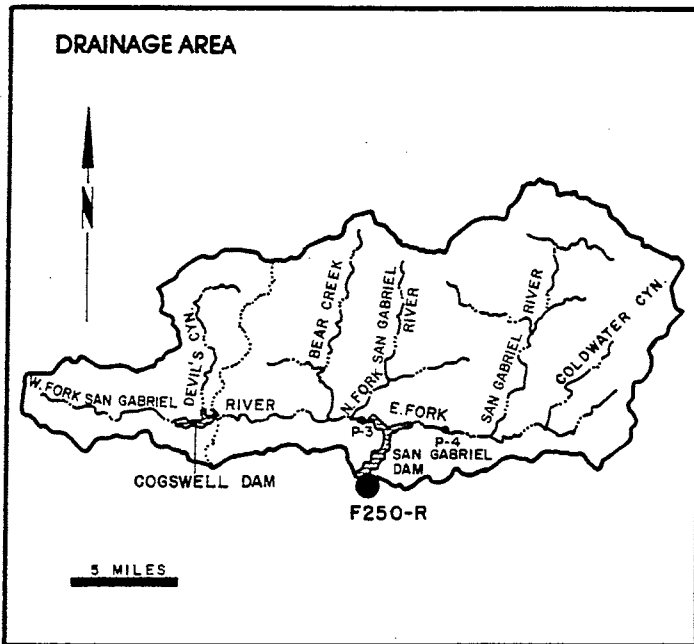 DRAINAGE AREA
N
BEAR CREEK
N. FORK SAN GABRIEL
RIVER
SAN GABRIEL RIVER
COLDWATER CYN.
DEVIL'S CYN.
W. FORK SAN GABRIEL RIVER
E. FORK
P-3
P-4
SAN GABRIEL
DAM
COGSWELL DAM
F250-R
5 MILES